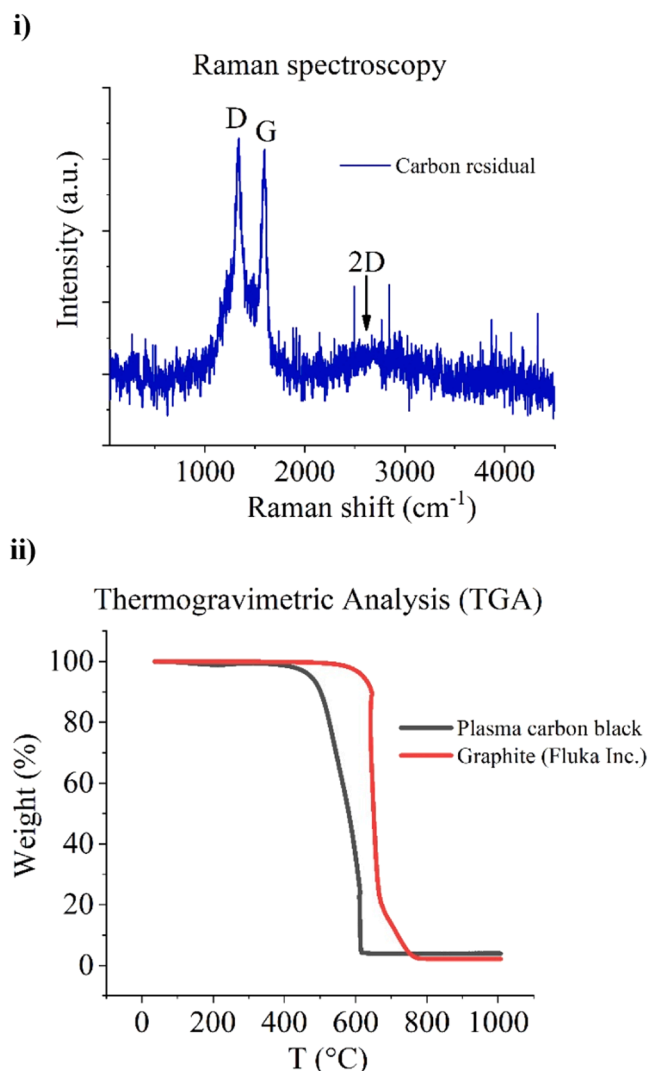 i)
Raman spectroscopy
D
G
Carbon residual
2D
Intensity (a.u.)
1000 2000 3000 4000
Raman shift (cm⁻¹)
ii)
Thermogravimetric Analysis (TGA)
100
80
Plasma carbon black
Graphite (Fluka Inc.)
60
40
20
0
Weight (%)
0 200 400 600 800 1000
T (°C)